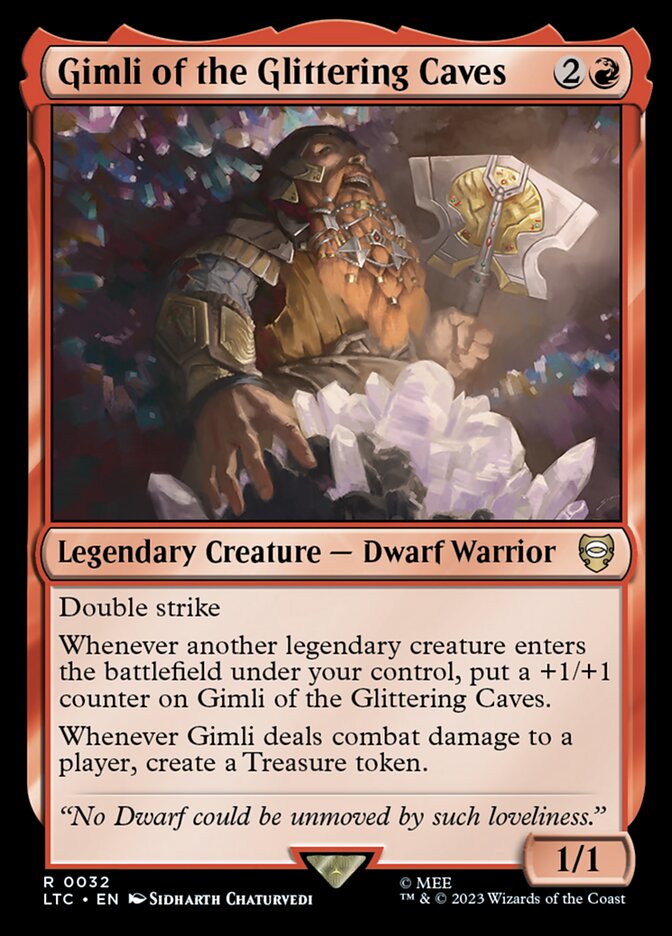 Gimli of the Glittering Caves 2
Legendary Creature — Dwarf Warrior
Double strike
Whenever another legendary creature enters
the battlefield under your control, put a +1/+1
counter on Gimli of the Glittering Caves.
Whenever Gimli deals combat damage to a
player, create a Treasure token.
“No Dwarf could be unmoved by such loveliness.”
1/1
R 0032
LTC • EN Sidharth Chaturvedi
© MEE
™ & © 2023 Wizards of the Coast